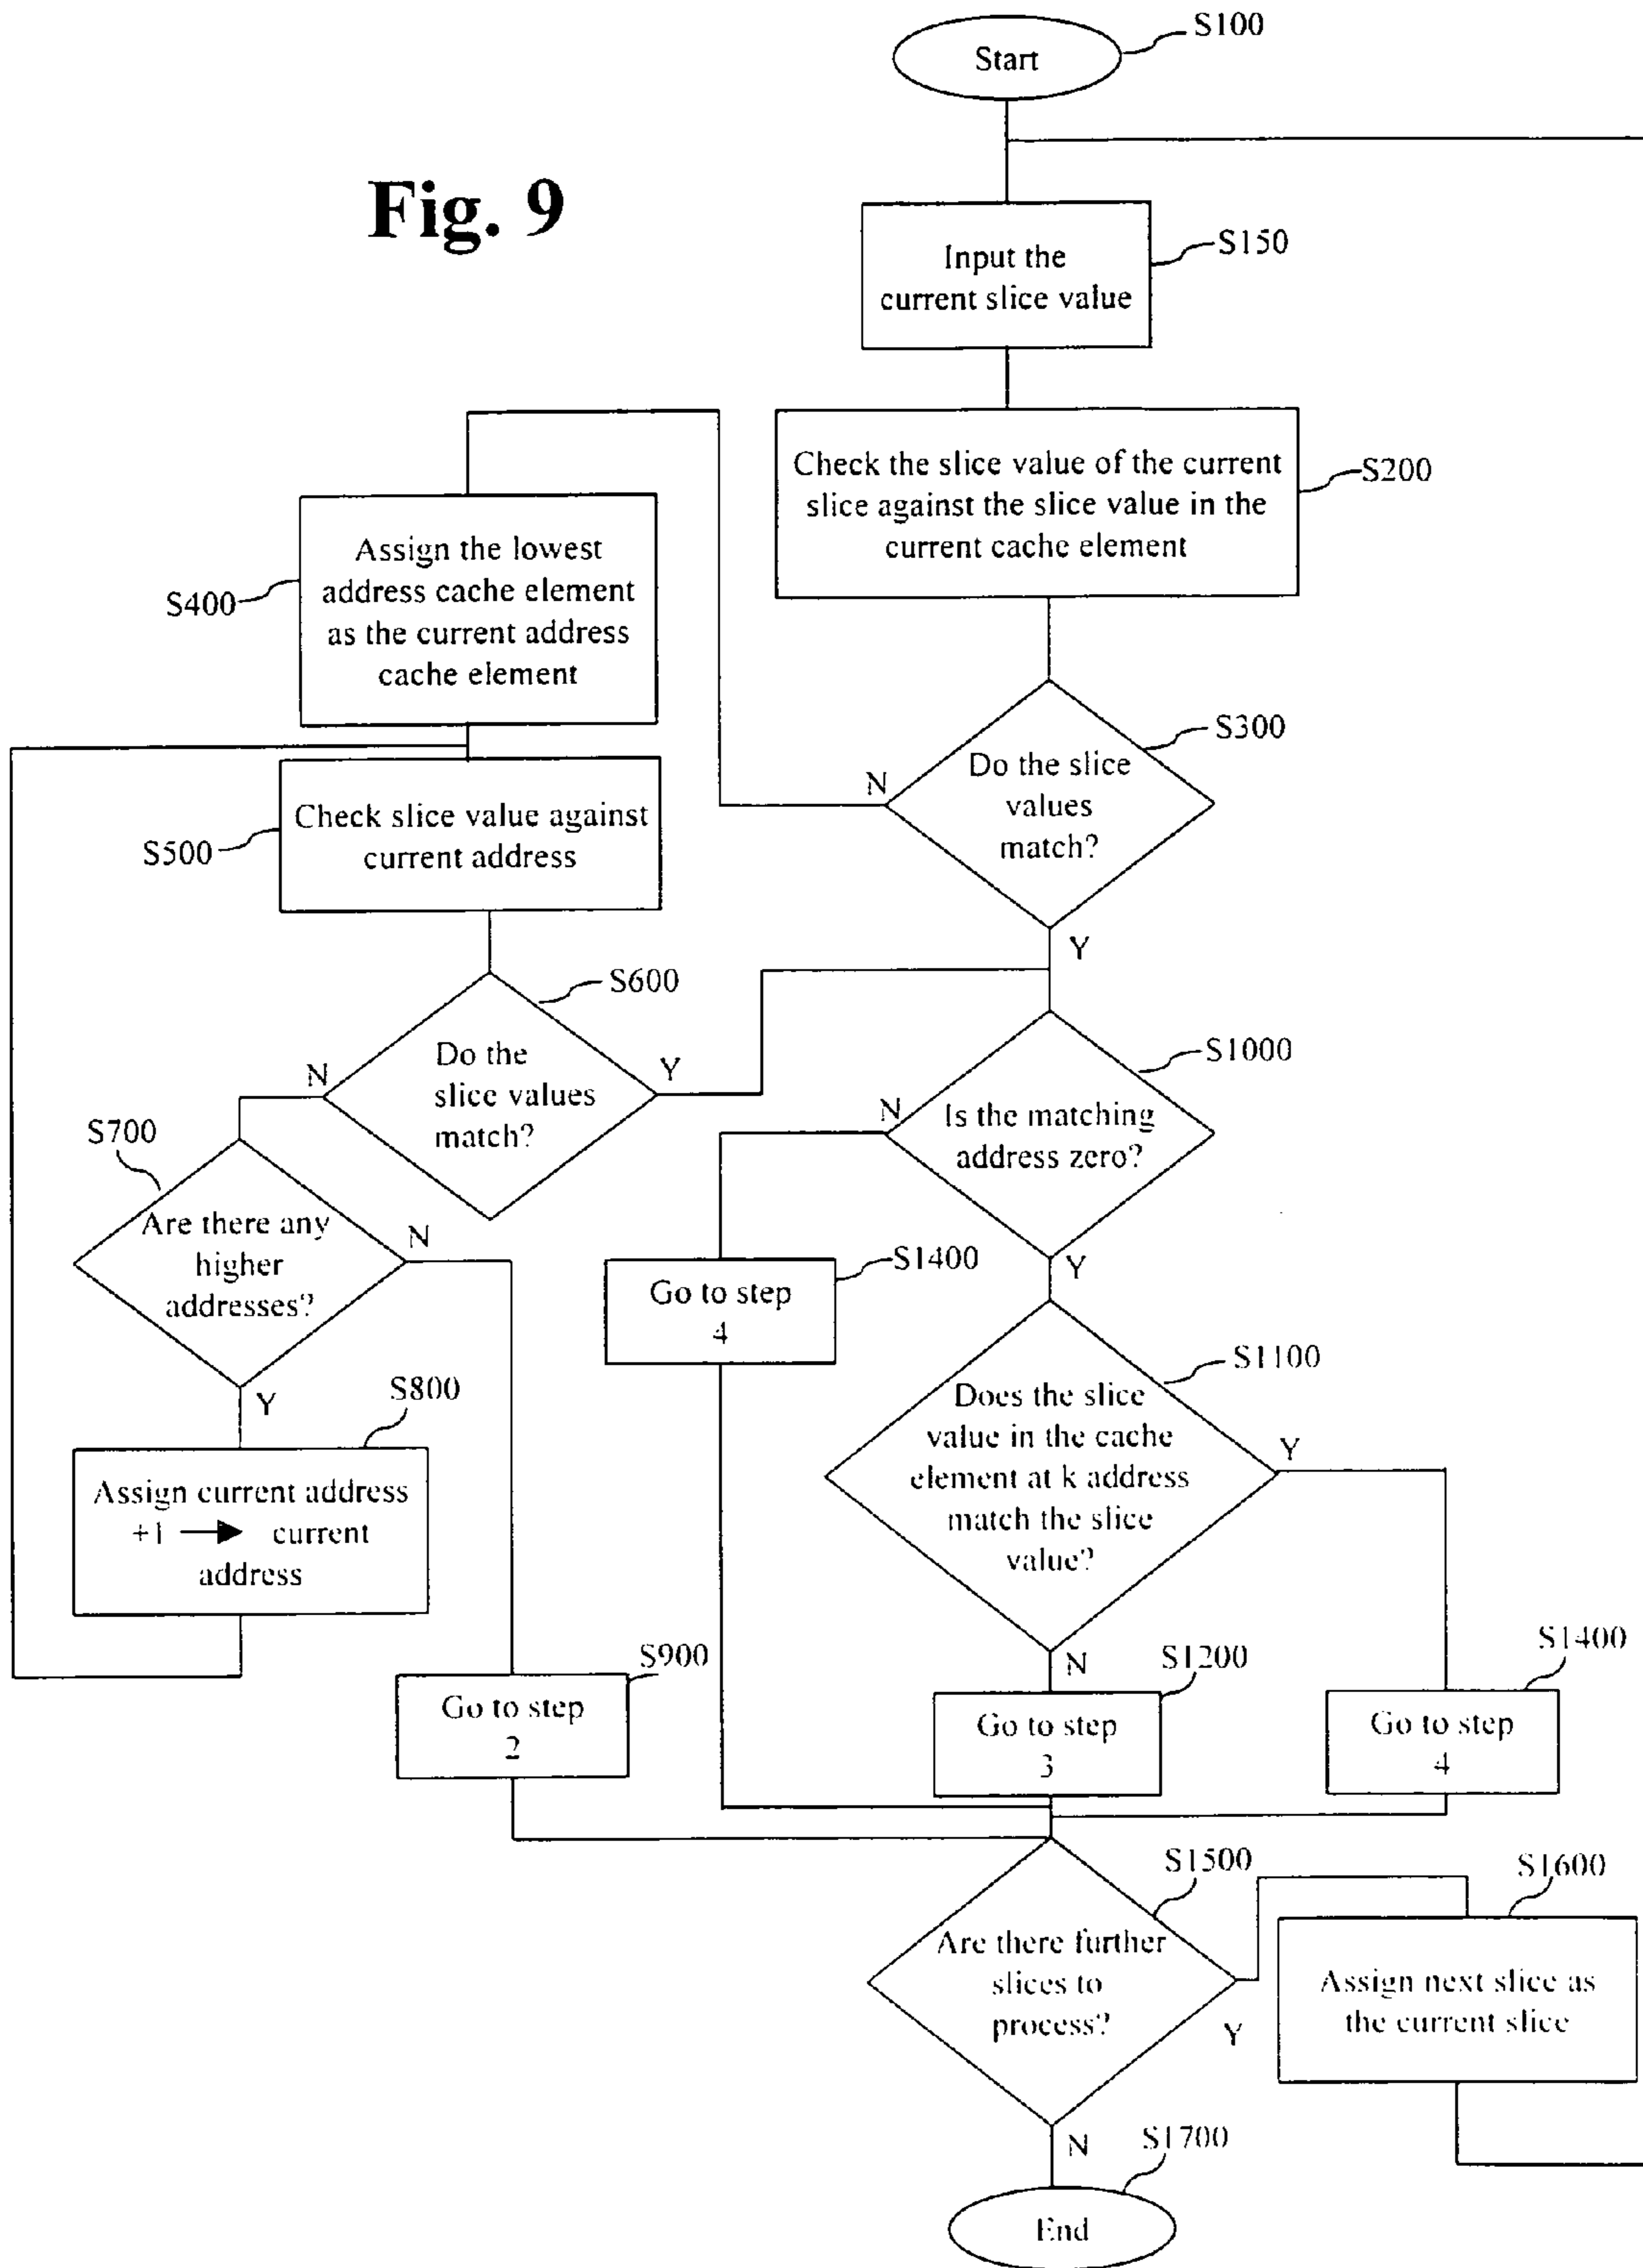 S100
Start
Fig. 9
S150
Input the
current slice value
S200
Check the slice value of the current
slice against the slice value in the
current cache element
S400
Assign the lowest
address cache element
as the current address
cache element
S300
Do the slice
values
match?
N
Y
S500
Check slice value against
current address
S600
Do the
slice values
match?
N
Y
S1000
Is the matching
address zero?
N
Y
S700
Are there any
higher
addresses?
N
Y
S1400
Go to step
4
S1100
Does the slice
value in the cache
element at k address
match the slice
value?
Y
N
S800
Assign current address
+1 → current
address
S900
Go to step
2
S1200
Go to step
3
S1400
Go to step
4
S1500
Are there further
slices to
process?
Y
N
S1600
Assign next slice as
the current slice
S1700
End